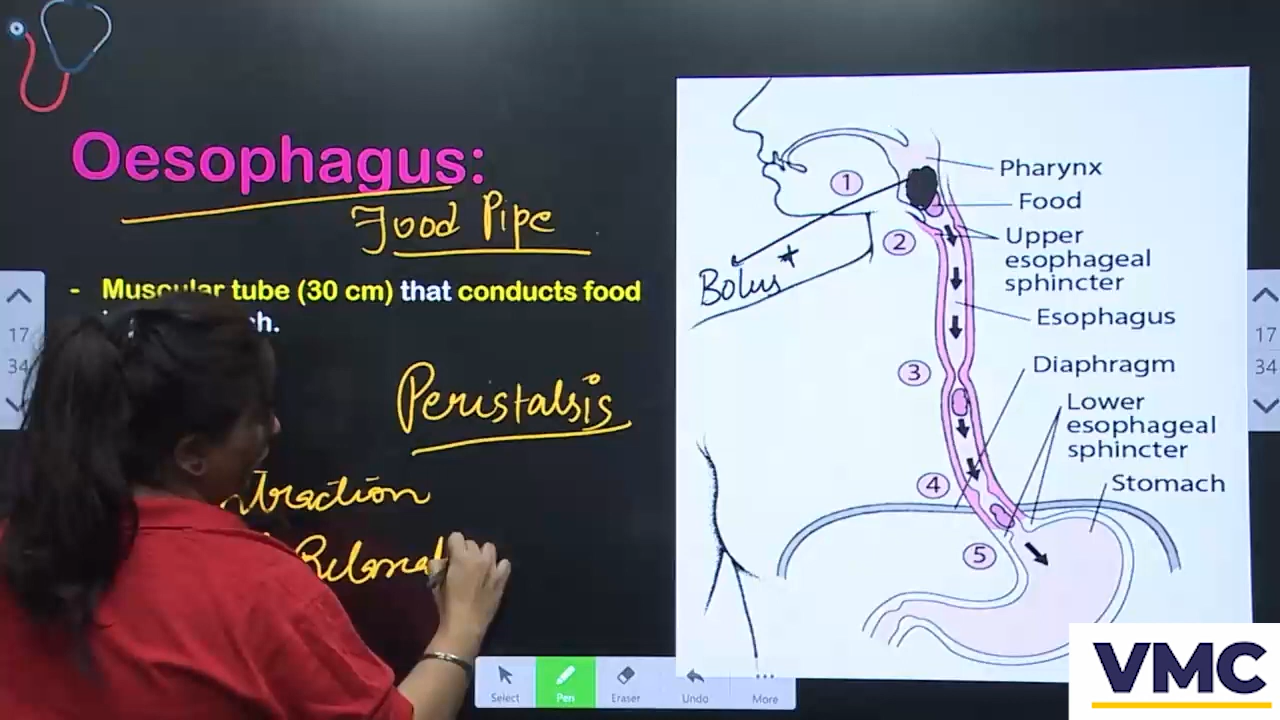 Oesophagus:
Food Pipe
- Muscular tube (30 cm) that conducts food
Peristalsis
Pharynx
Food
Upper
esophageal
sphincter
Esophagus
Diaphragm
Lower
esophageal
sphincter
Stomach
1
2
3
4
5
Bolus
17
34
17
34
Select
Pen
Eraser
Undo
More
VMC